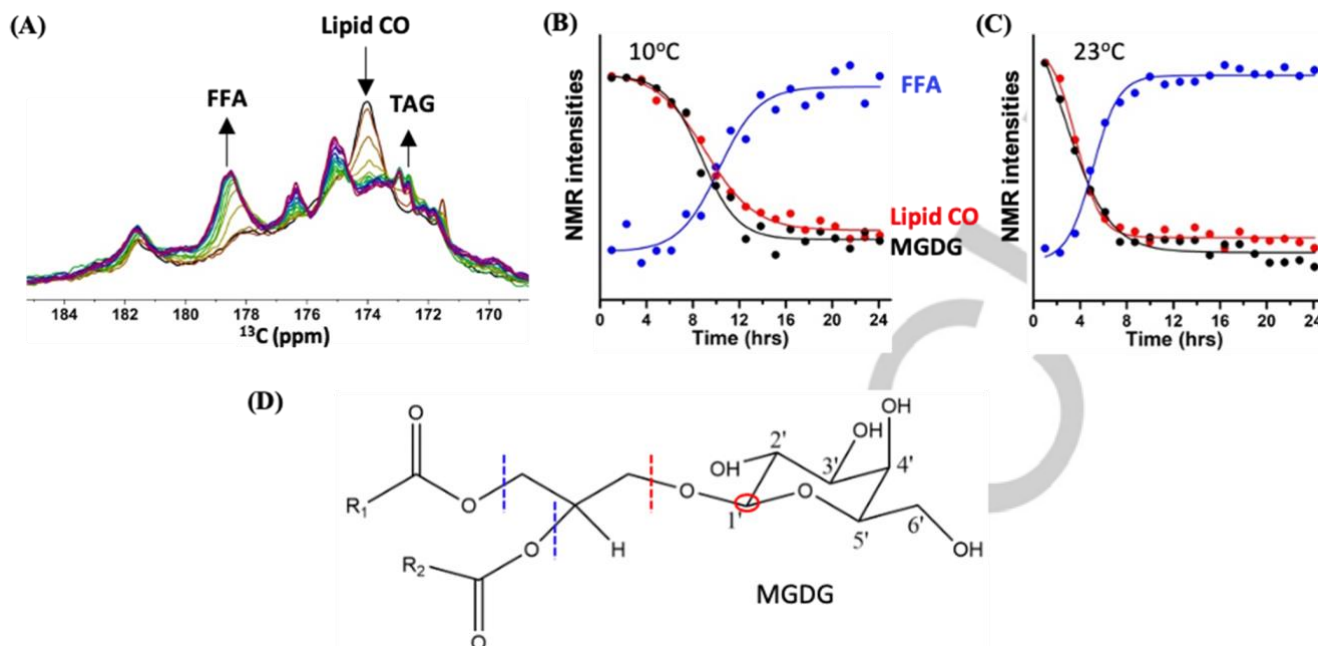 (A)
Lipid CO
FFA
TAG
184 182 180 178 176 174 172 170
¹³C (ppm)
(B)
10°C
NMR intensities
FFA
Lipid CO
MGDG
0 4 8 12 16 20 24
Time (hrs)
(C)
23°C
NMR intensities
0 4 8 12 16 20 24
Time (hrs)
(D)
O
R₁
O
O
R₂
O
H
O
1'
OH
2'
3'
OH
OH
4'
O
5'
6'
OH
MGDG